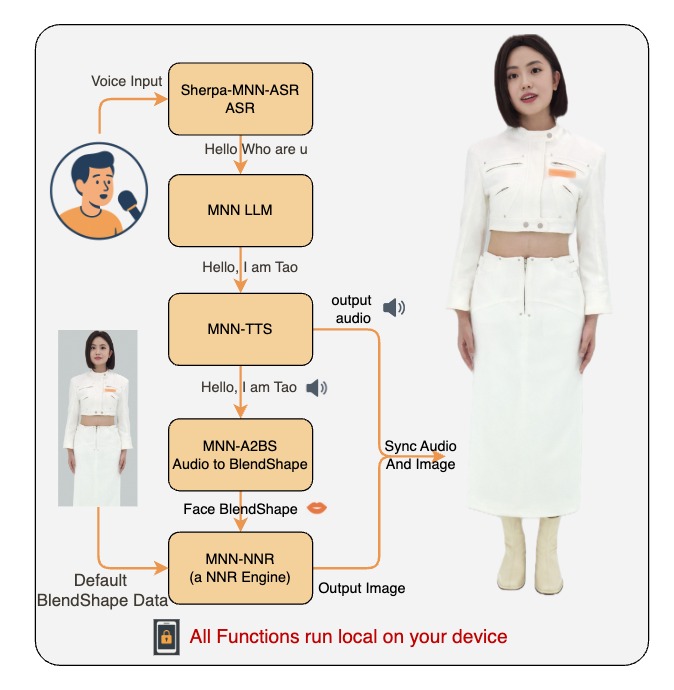 Voice Input
Sherpa-MNN-ASR
ASR
Hello Who are u
MNN LLM
Hello, I am Tao
MNN-TTS
output
audio
Hello, I am Tao
MNN-A2BS
Audio to BlendShape
Sync Audio
And Image
Face BlendShape
MNN-NNR
(a NNR Engine)
Default
BlendShape Data
Output Image
All Functions run local on your device